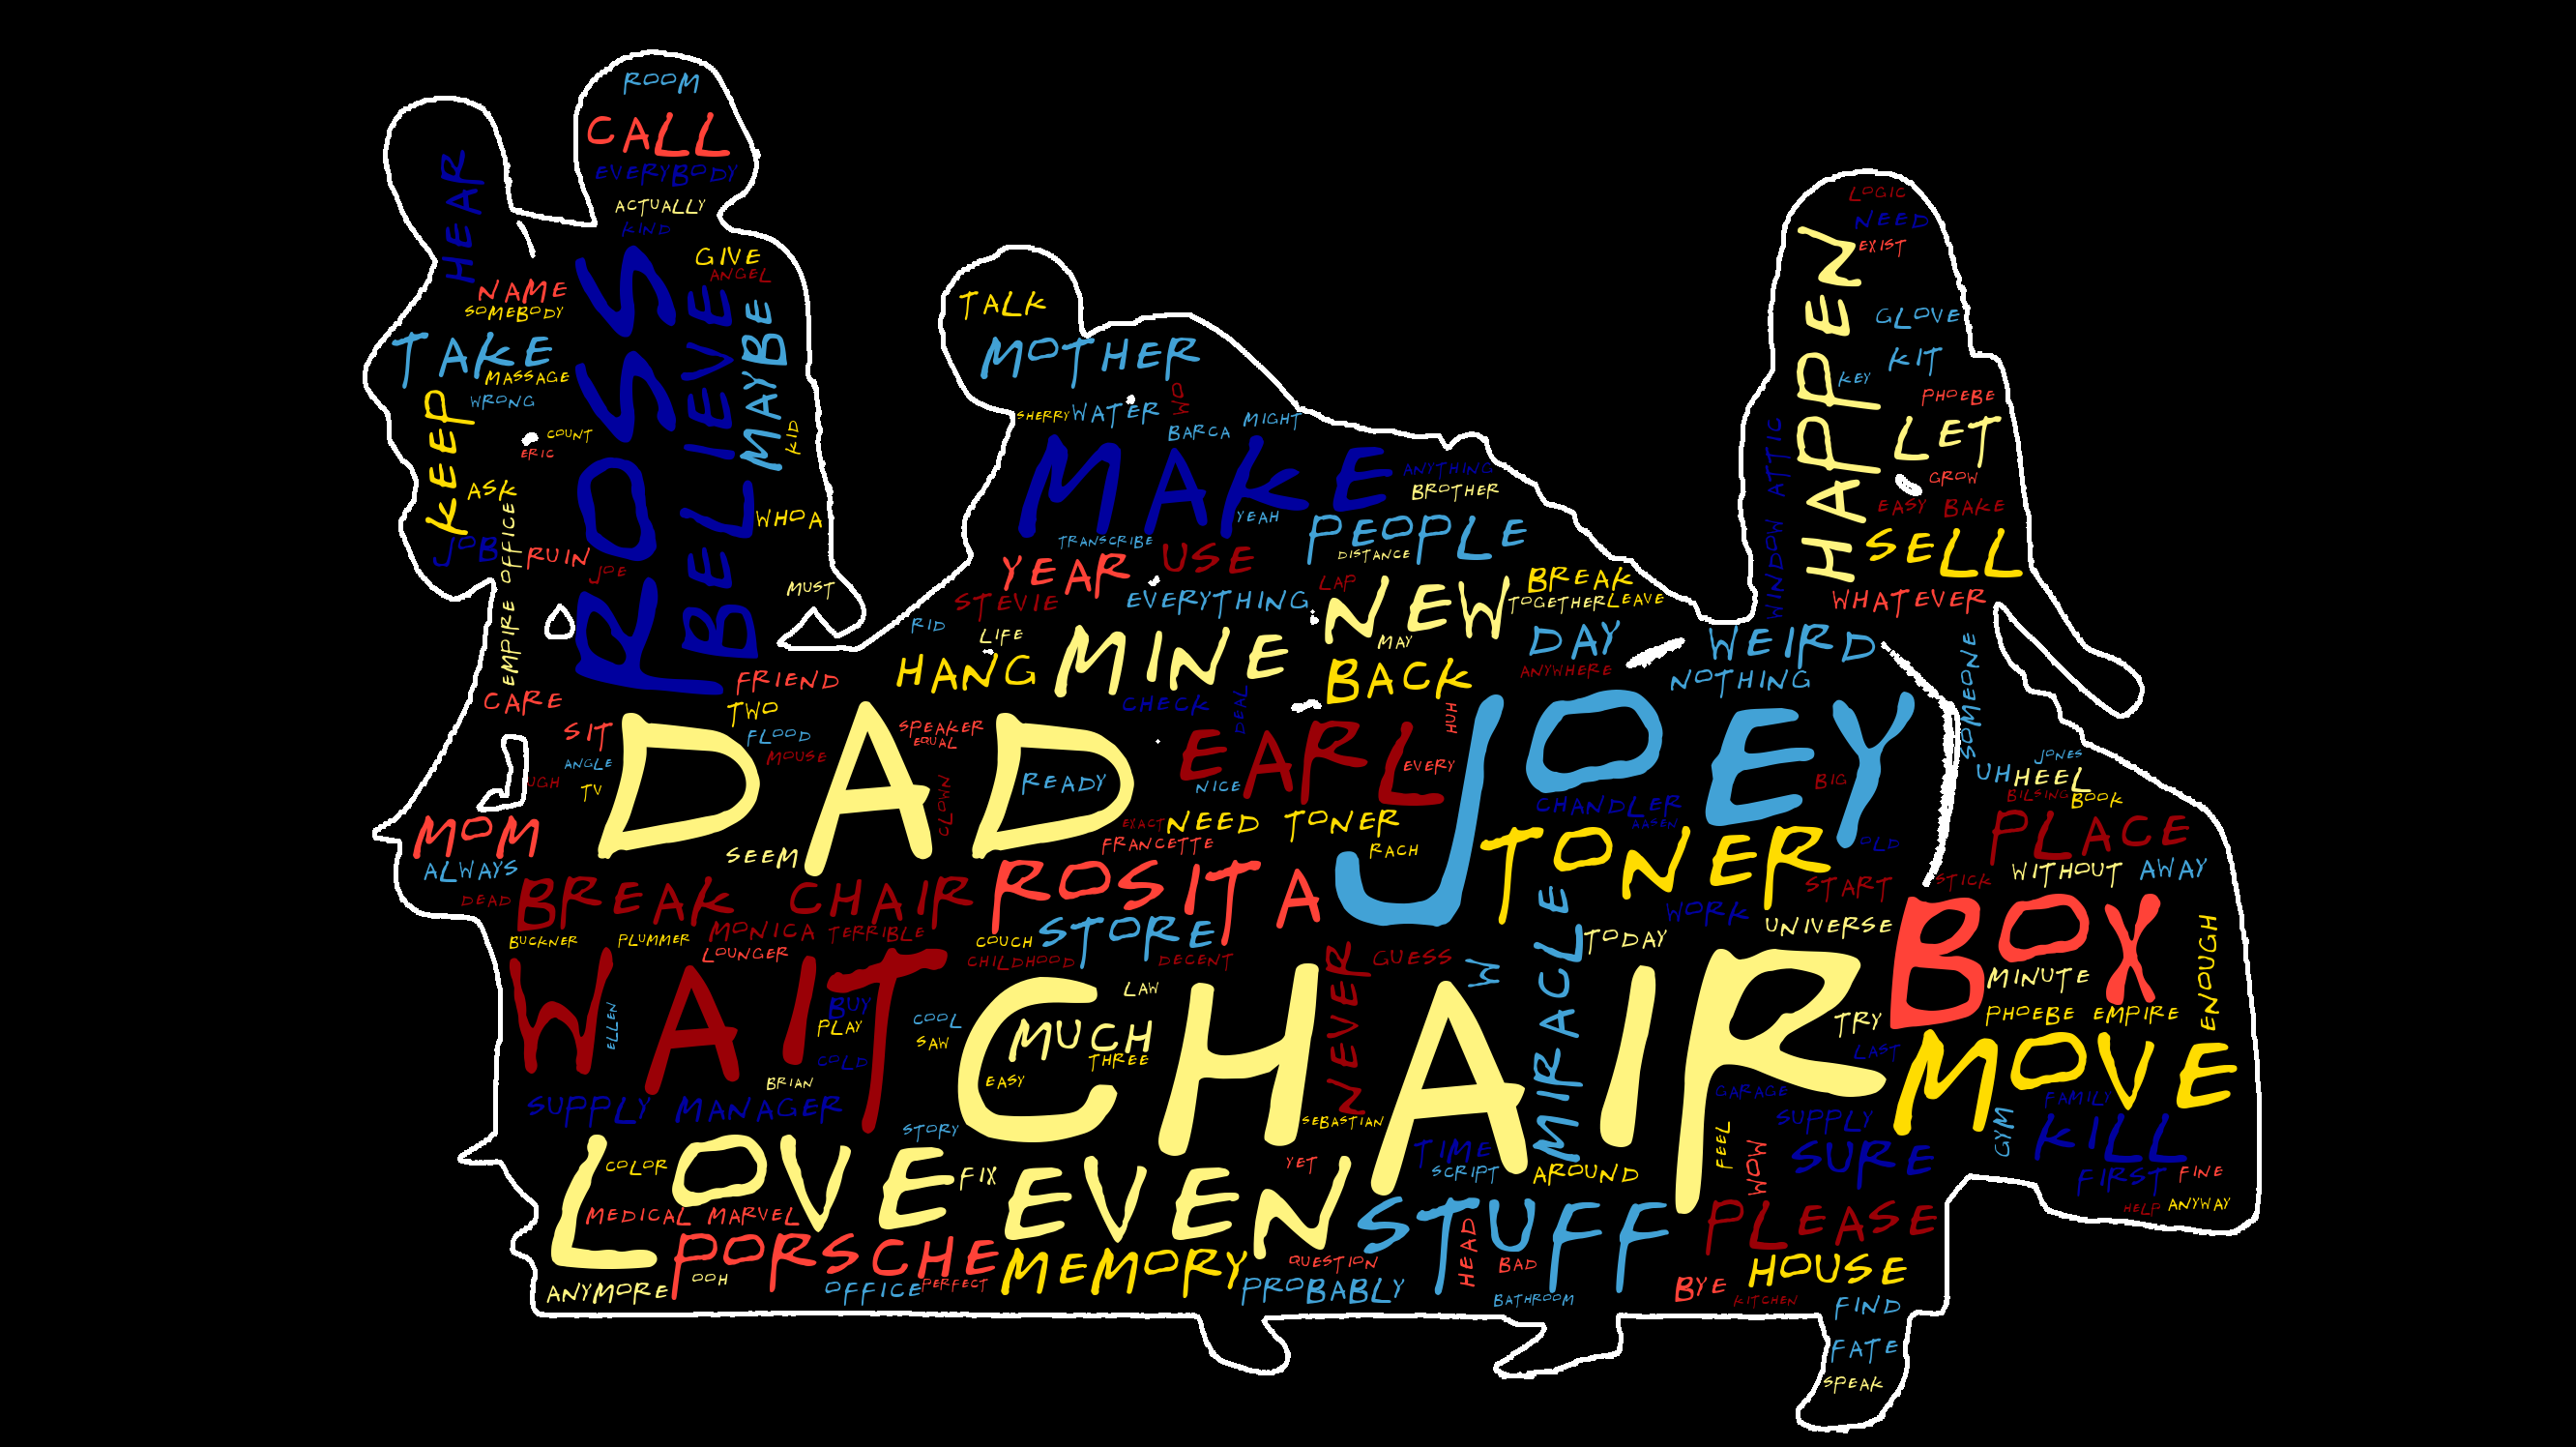 ROOM
CALL
EVERYBODY
ACTUALLY
KIND
HEAR
GIVE
ANGEL
NAME
SOMEBODY
ROSS
BELIEVE
MAYBE
KID
TAKE
MASSAGE
WRONG
KEEP
COUNT
ERIC
ASK
WHOA
JOB
EMPIRE OFFICE
RUIN
JOE
MUST
TALK
MOTHER
SHERRY
WATER
MO
BARCA
MIGHT
MAKE
ANYTHING
BROTHER
YEAH
TRANSCRIBE
PEOPLE
DISTANCE
YEAR
USE
LAP
BREAK
STEVIE
EVERYTHING
NEW
TOGETHER
LEAVE
RID
LIFE
MINE
MAY
DAY
HANG
BACK
ANYWHERE
CHECK
DEAL
LOGIC
NEED
EXIST
HAPPEN
GLOVE
KIT
KEY
PHOEBE
LET
WINDOW ATTIC
GROW
EASY BAKE
SELL
WHATEVER
WEIRD
NOTHING
SOMEONE
CARE
FRIEND
TWO
SIT
FLOOD
MOUSE
ANGLE
UGH
TV
DAD
SPEAKER
EQUAL
CLOWN
READY
EARL
HUH
EVERY
NICE
JOEY
BIG
CHANDLER
AASEN
OLD
JONES
UH
HEEL
BILSING
BOOK
MOM
ALWAYS
SEEM
EXACT
NEED TONER
FRANCETTE
RACH
TONER
PLACE
DEAD
BREAK CHAIR
ROSITA
START
STICK
WITHOUT
AWAY
BUCKNER
PLUMMER
MONICA
TERRIBLE
LOUNGER
COUCH
STORE
CHILDHOOD
DECENT
NEVER
GUESS
W
MIRACLE
TODAY
WORK
UNIVERSE
BOX
MINUTE
PHOEBE EMPIRE
ENOUGH
WAIT
ELLEN
BUY
PLAY
COLD
BRIAN
COOL
SAW
CHAIR
LAW
MUCH
THREE
EASY
TRY
LAST
MOVE
SUPPLY MANAGER
STORY
SEBASTIAN
TIME
SCRIPT
YET
AROUND
GARAGE
SUPPLY
FEEL
WOW
SURE
GYM
FAMILY
KILL
FIRST
FINE
HELP
ANYWAY
LOVE
COLOR
FIX
EVEN
MEDICAL MARVEL
PORSCHE
OOH
ANYMORE
OFFICE
PERFECT
MEMORY
QUESTION
PROBABLY
STUFF
HEAD
BAD
BATHROOM
PLEASE
HOUSE
BYE
KITCHEN
FIND
FATE
SPEAK